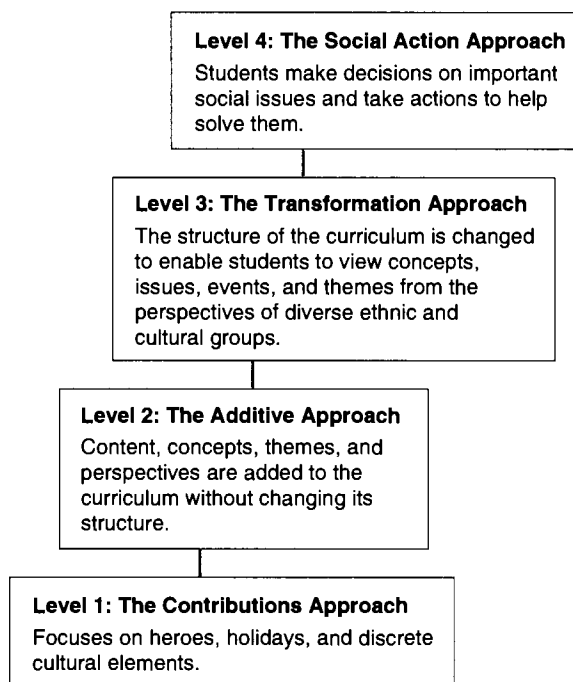 Level 4: The Social Action Approach
Students make decisions on important
social issues and take actions to help
solve them.
Level 3: The Transformation Approach
The structure of the curriculum is changed
to enable students to view concepts,
issues, events, and themes from the
perspectives of diverse ethnic and
cultural groups.
Level 2: The Additive Approach
Content, concepts, themes, and
perspectives are added to the
curriculum without changing its
structure.
Level 1: The Contributions Approach
Focuses on heroes, holidays, and discrete
cultural elements.